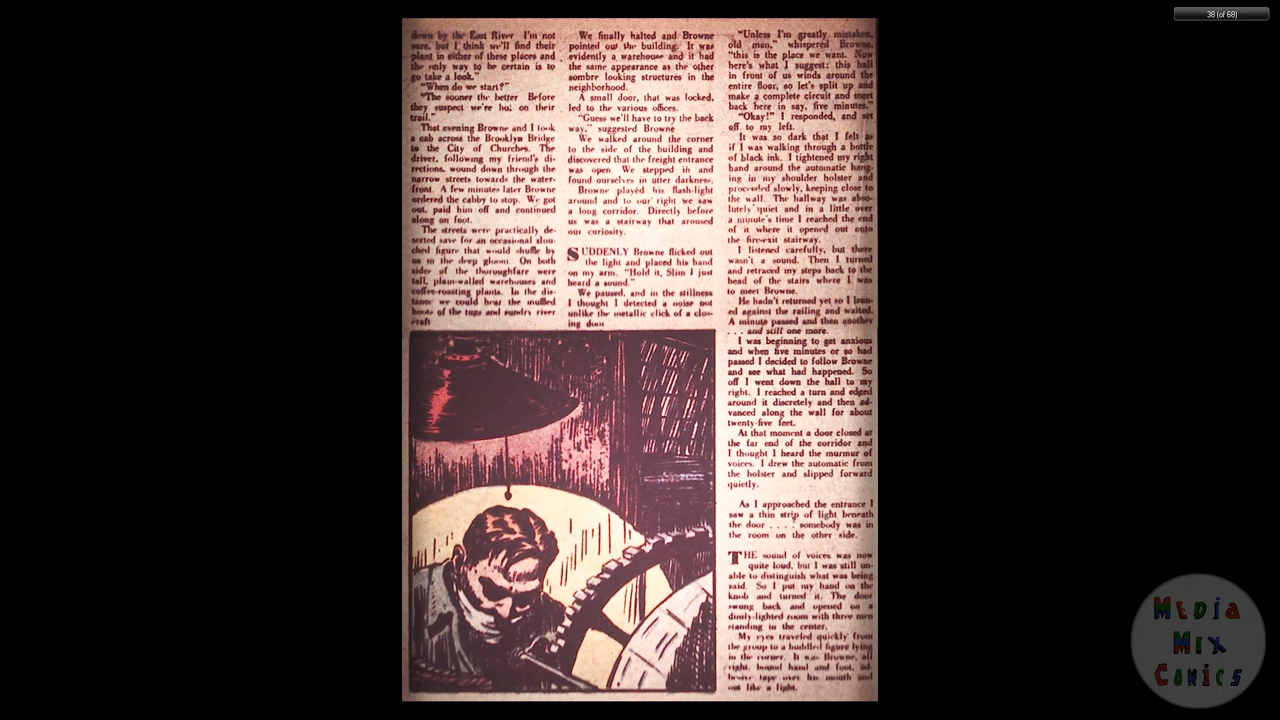 down by the East River I'm not
sure, but I think we'll find their
plant in either of these places and
the only way to be certain is to
go take a look."
"When do we start?"
"The sooner the better Before
they suspect we're hot on their
trail."
That evening Browne and I took
a cab across the Brooklyn Bridge
to the City of Churches. The
driver, following my friend's di-
rections, wound down through the
narrow streets towards the water-
front. A few minutes later Browne
ordered the cabby to stop. We got
out, paid him off and continued
along on foot.
The streets were practically de-
serted save for an occasional slou-
ched figure that would shuffle by
us in the deep gloom. On both
sides of the thoroughfare were
tall, plain-walled warehouses and
coffee-roasting plants. In the dis-
tance we could hear the muffled
hoots of the tugs and sundry river
craft
We finally halted and Browne
pointed out the building. It was
evidently a warehouse and it had
the same appearance as the other
sombre looking structures in the
neighborhood.
A small door, that was locked,
led to the various offices.
"Guess we'll have to try the back
way," suggested Browne
We walked around the corner
to the side of the building and
discovered that the freight entrance
was open. We stepped in and
found ourselves in utter darkness.
Browne played his flash-light
around and to our right we saw
a long corridor. Directly before
us was a stairway that aroused
our curiosity.
SUDDENLY Browne flicked out
the light and placed his hand
on my arm. "Hold it, Slim I just
heard a sound."
We paused, and in the stillness
I thought I detected a noise not
unlike the metallic click of a clos-
ing door
"Unless I'm greatly mistaken,
old man," whispered Browne,
"this is the place we want. Now
here's what I suggest: this hall
in front of us winds around the
entire floor, so let's split up and
make a complete circuit and meet
back here in say, five minutes."
"Okay!" I responded, and set
off to my left.
It was so dark that I felt as
if I was walking through a bottle
of black ink. I tightened my right
hand around the automatic hang-
ing in my shoulder holster and
proceeded slowly, keeping close to
the wall. The hallway was abso-
lutely quiet and in a little over
a minute's time I reached the end
of it where it opened out onto
the fire-exit stairway.
I listened carefully, but there
wasn't a sound. Then I turned
and retraced my steps back to the
head of the stairs where I was
to meet Browne.
He hadn't returned yet so I lean-
ed against the railing and waited.
A minute passed and then another
. . . and still one more.
I was beginning to get anxious
and when five minutes or so had
passed I decided to follow Browne
and see what had happened. So
off I went down the hall to my
right. I reached a turn and edged
around it discretely and then ad-
vanced along the wall for about
twenty-five feet.
At that moment a door closed at
the far end of the corridor and
I thought I heard the murmur of
voices. I drew the automatic from
the holster and slipped forward
quietly.
As I approached the entrance I
saw a thin strip of light beneath
the door . . . . somebody was in
the room on the other side.
THE sound of voices was now
quite loud, but I was still un-
able to distinguish what was being
said. So I put my hand on the
knob and turned it. The door
swung back and opened on a
dimly-lighted room with three men
standing in the center.
My eyes traveled quickly from
the group to a huddled figure lying
in the corner. It was Browne, all
right, bound hand and foot, ad-
hesive tape over his mouth and
out like a light.
38 (of 68)
MEDiA
Mix
COMiCS